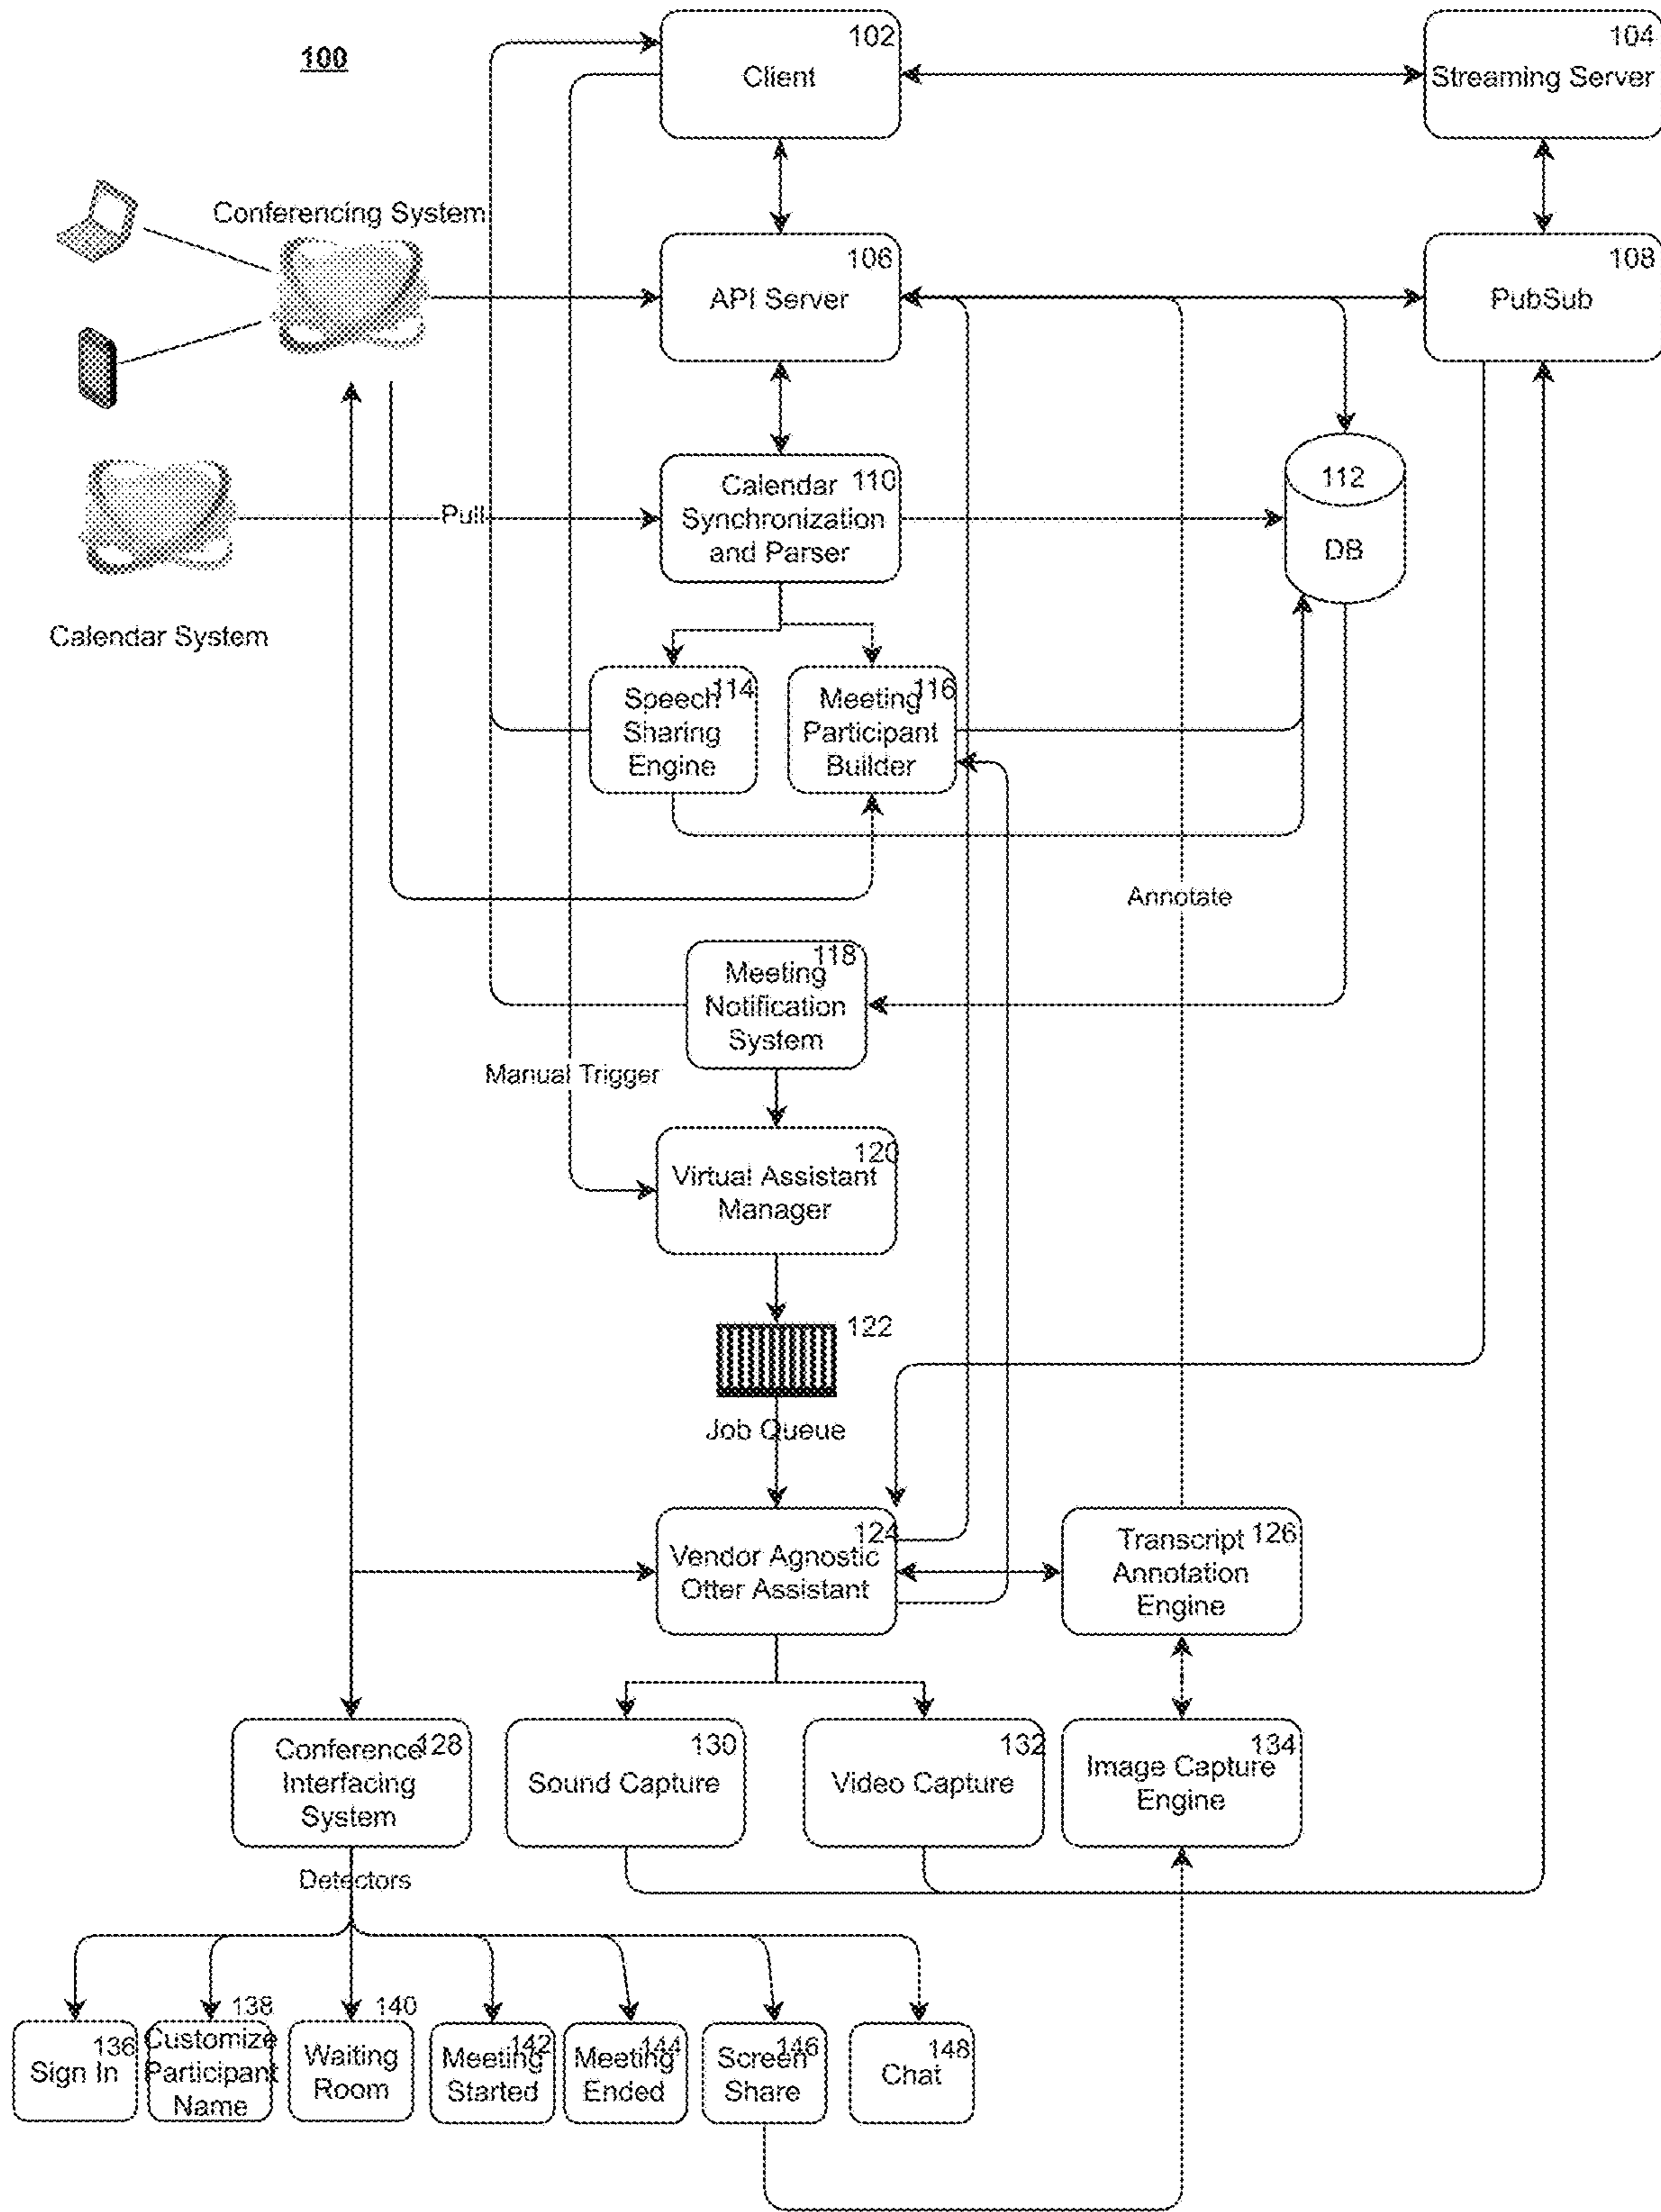 100
102
Client
104
Streaming Server
Conferencing System
106
API Server
108
PubSub
Calendar System
Pull
110
Calendar
Synchronization
and Parser
112
DB
114
Speech
Sharing
Engine
116
Meeting
Participant
Builder
Annotate
118
Meeting
Notification
System
Manual Trigger
120
Virtual Assistant
Manager
122
Job Queue
124
Vendor Agnostic
Otter Assistant
126
Transcript
Annotation
Engine
128
Conference
Interfacing
System
130
Sound Capture
132
Video Capture
134
Image Capture
Engine
Detectors
136
Sign In
138
Customize
Participant
Name
140
Waiting
Room
142
Meeting
Started
144
Meeting
Ended
146
Screen
Share
148
Chat